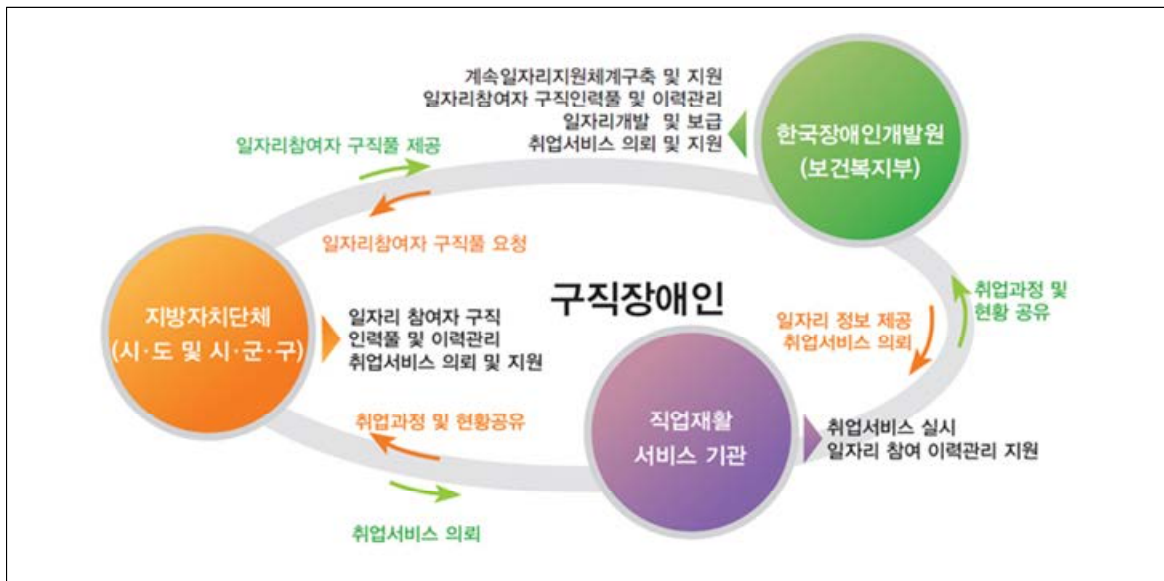 계속일자리지원체계구축 및 지원
일자리참여자 구직인력풀 및 이력관리
일자리개발 및 보급
취업서비스 의뢰 및 지원
한국장애인개발원
(보건복지부)
일자리참여자 구직풀 제공
일자리참여자 구직풀 요청
구직장애인
지방자치단체
(시·도 및 시·군·구)
일자리 참여자 구직
인력풀 및 이력관리
취업서비스 의뢰 및 지원
일자리 정보 제공
취업서비스 의뢰
취업과정 및
현황 공유
취업과정 및 현황공유
직업재활
서비스 기관
취업서비스 실시
일자리 참여 이력관리 지원
취업서비스 의뢰